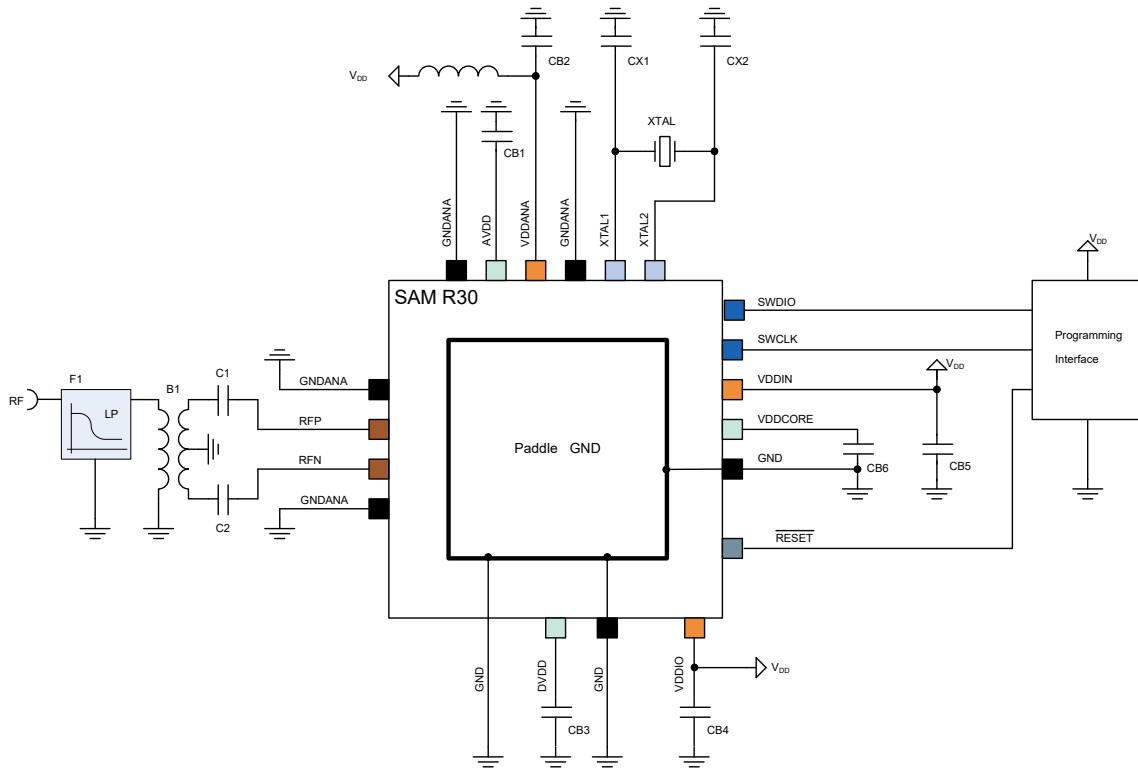 CB2
CX1
CX2
VDD
XTAL
CB1
GNDANA
AVDD
VDDANA
GNDANA
XTAL1
XTAL2
VDD
SAM R30
SWDIO
SWCLK
Programming
Interface
VDDIN
VDD
F1
B1
C1
GNDANA
RF
LP
RFP
VDDCORE
Paddle GND
GND
CB6
CB5
RFN
GNDANA
C2
RESET
GND
DVDD
GND
VDDIO
VDD
CB3
CB4